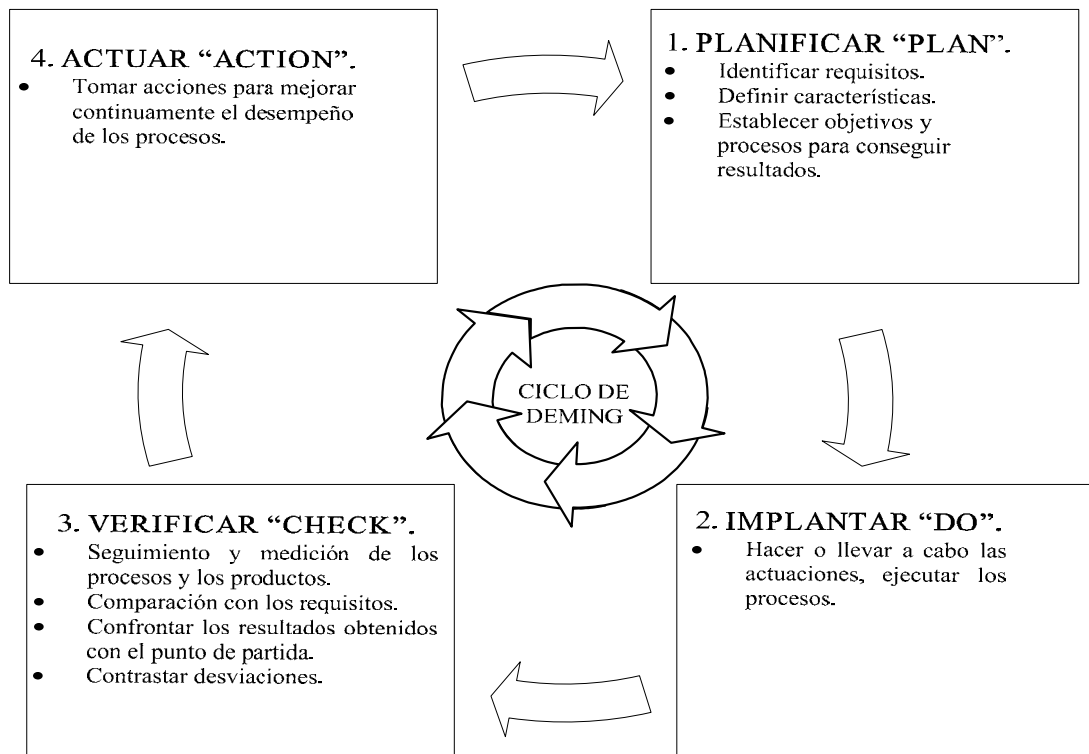 4. ACTUAR “ACTION”.
• Tomar acciones para mejorar
continuamente el desempeño
de los procesos.
1. PLANIFICAR “PLAN”.
• Identificar requisitos.
• Definir características.
• Establecer objetivos y
procesos para conseguir
resultados.
CICLO DE
DEMING
3. VERIFICAR “CHECK”.
• Seguimiento y medición de los
procesos y los productos.
• Comparación con los requisitos.
• Confrontar los resultados obtenidos
con el punto de partida.
• Contrastar desviaciones.
2. IMPLANTAR “DO”.
• Hacer o llevar a cabo las
actuaciones, ejecutar los
procesos.